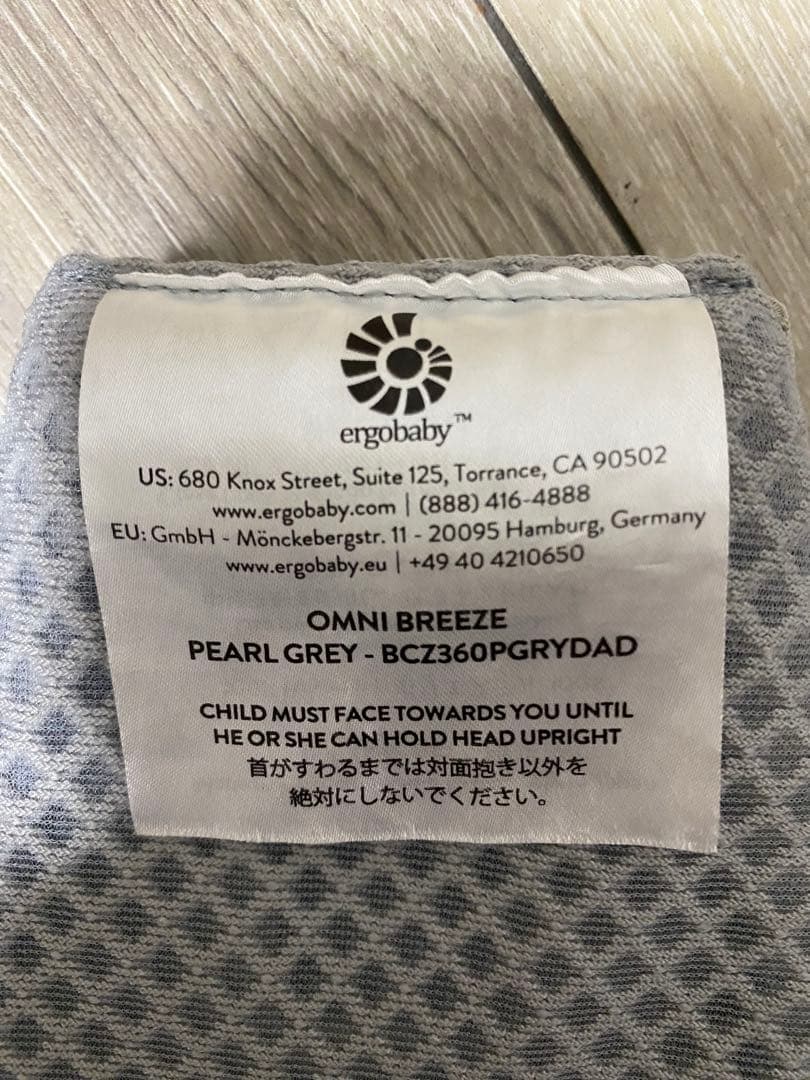 ergobaby™
US: 680 Knox Street, Suite 125, Torrance, CA 90502
www.ergobaby.com | (888) 416-4888
EU: GmbH - Mönckebergstr. 11 - 20095 Hamburg, Germany
www.ergobaby.eu | +49 40 4210650
OMNI BREEZE
PEARL GREY - BCZ360PGRYDAD
CHILD MUST FACE TOWARDS YOU UNTIL
HE OR SHE CAN HOLD HEAD UPRIGHT
首がすわるまでは対面抱き以外を
絶対にしないでください。